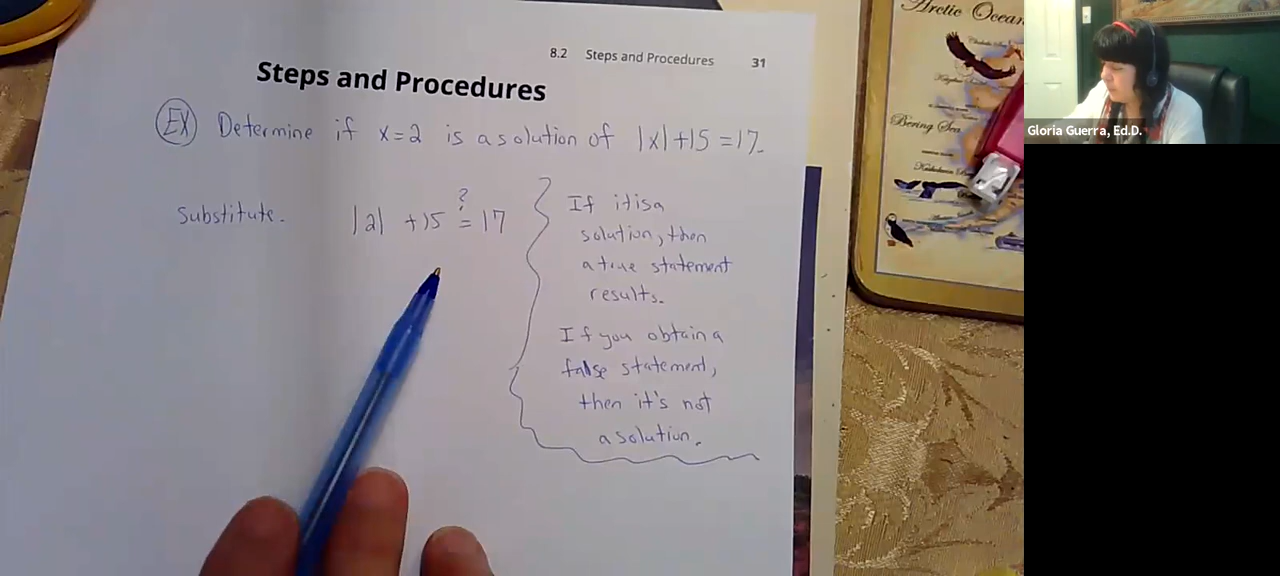 8.2 Steps and Procedures 31
Steps and Procedures
EX Determine if x=2 is a solution of |x|+15=17.
Substitute. |2| +15 ?= 17
If it is a
solution, then
a true statement
results.
If you obtain a
false statement,
then it's not
a solution.
Arctic Ocean
Bering Sea
Gloria Guerra, Ed.D.